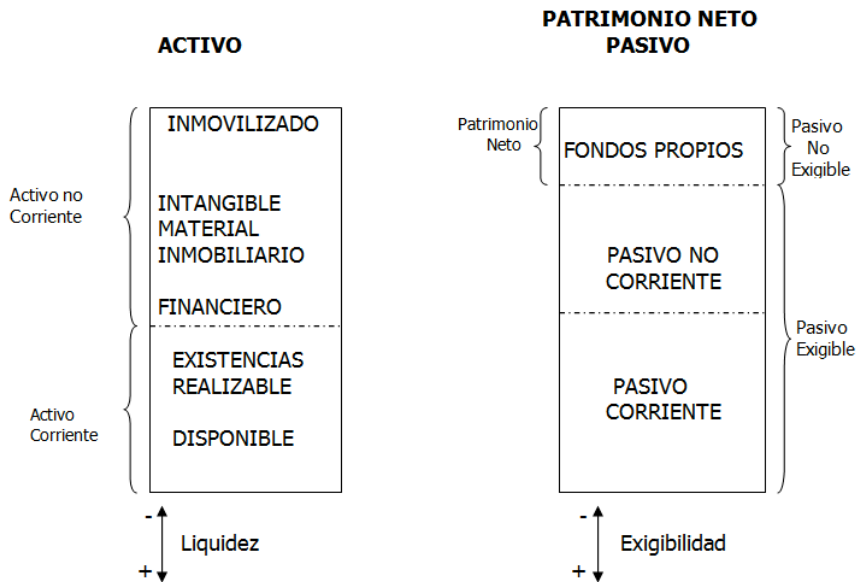 ACTIVO
PATRIMONIO NETO
PASIVO
INMOVILIZADO
INTANGIBLE
MATERIAL
INMOBILIARIO
FINANCIERO
Activo no
Corriente
EXISTENCIAS
REALIZABLE
DISPONIBLE
Activo
Corriente
-
Liquidez
+
Patrimonio
Neto
FONDOS PROPIOS
Pasivo
No
Exigible
PASIVO NO
CORRIENTE
PASIVO
CORRIENTE
Pasivo
Exigible
-
Exigibilidad
+